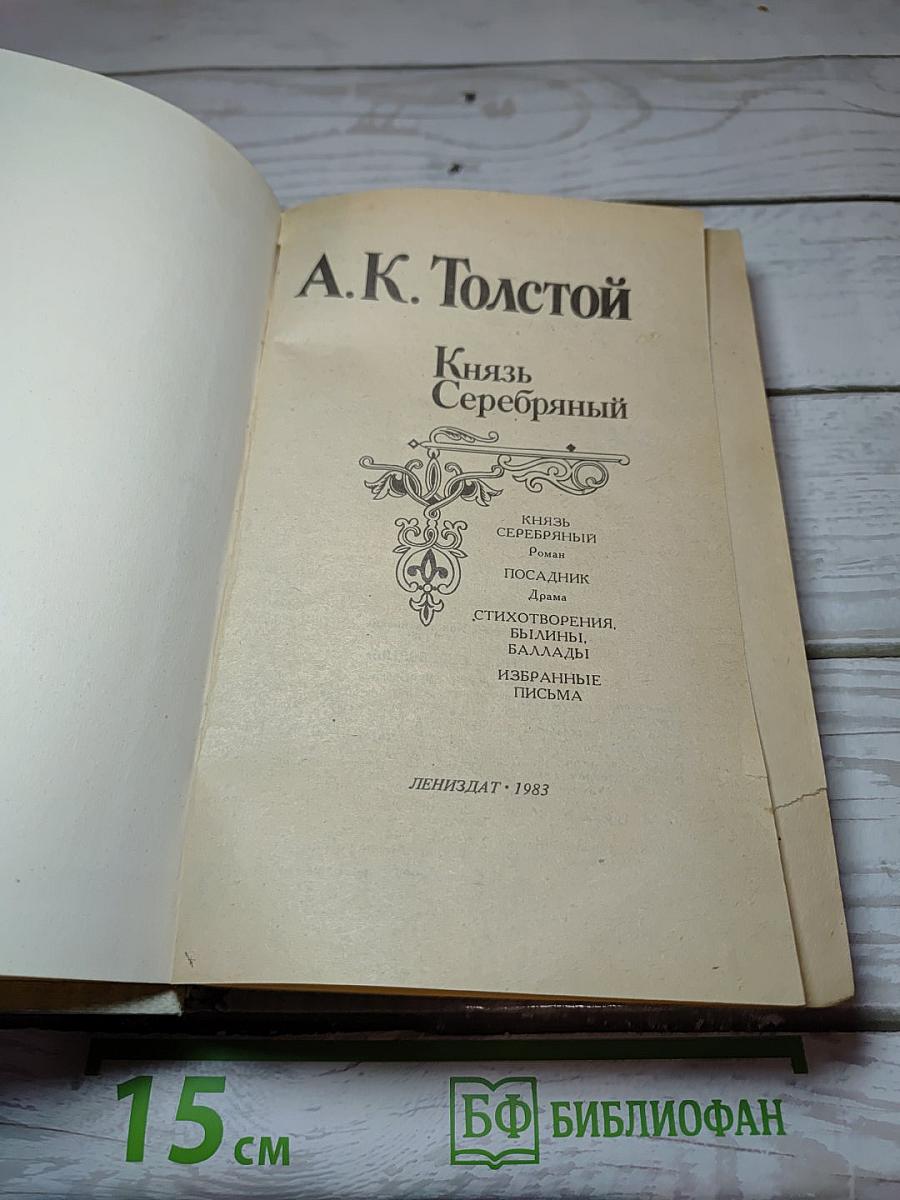 А. К. Толстой
Князь
Серебряный
КНЯЗЬ
СЕРЕБРЯНЫЙ
Роман
ПОСАДНИК
Драма
СТИХОТВОРЕНИЯ,
БЫЛИНЫ,
БАЛЛАДЫ
ИЗБРАННЫЕ
ПИСЬМА
ЛЕНИЗДАТ · 1983
15 см
БФ БИБЛИОФАН